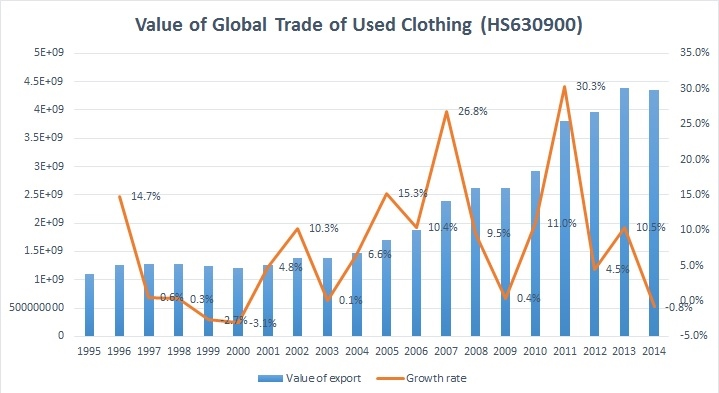 Value of Global Trade of Used Clothing (HS630900)
5E+09
4.5E+09
4E+09
3.5E+09
3E+09
2.5E+09
2E+09
1.5E+09
1E+09
500000000
0
35.0%
30.0%
25.0%
20.0%
15.0%
10.0%
5.0%
0.0%
-5.0%
14.7%
0.6%
0.3%
-2.7%
-3.1%
4.8%
10.3%
0.1%
6.6%
15.3%
10.4%
26.8%
9.5%
0.4%
11.0%
30.3%
4.5%
10.5%
-0.8%
1995 1996 1997 1998 1999 2000 2001 2002 2003 2004 2005 2006 2007 2008 2009 2010 2011 2012 2013 2014
Value of export Growth rate